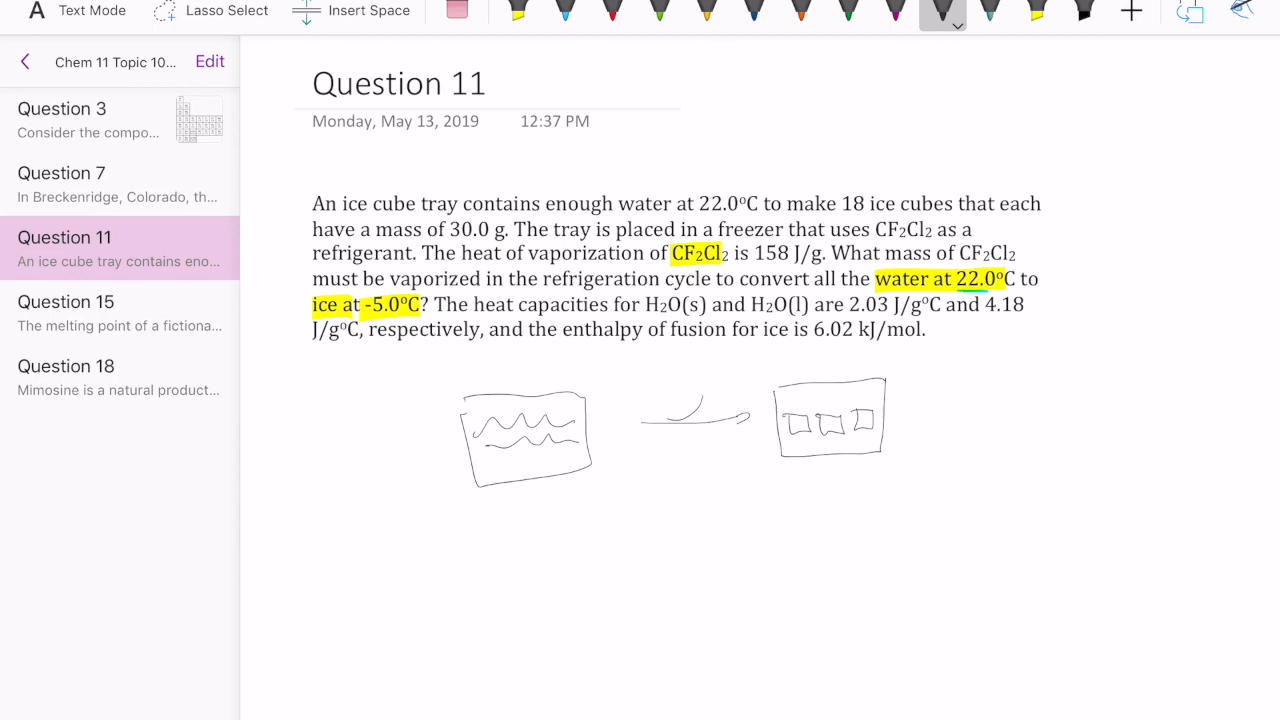 A Text Mode Lasso Select Insert Space
Chem 11 Topic 10... Edit
Question 3
Consider the compo...
Question 7
In Breckenridge, Colorado, th...
Question 11
An ice cube tray contains eno...
Question 15
The melting point of a fictiona...
Question 18
Mimosine is a natural product...
Question 11
Monday, May 13, 2019 12:37 PM
An ice cube tray contains enough water at 22.0°C to make 18 ice cubes that each
have a mass of 30.0 g. The tray is placed in a freezer that uses CF₂Cl₂ as a
refrigerant. The heat of vaporization of CF₂Cl₂ is 158 J/g. What mass of CF₂Cl₂
must be vaporized in the refrigeration cycle to convert all the water at 22.0°C to
ice at -5.0°C? The heat capacities for H₂O(s) and H₂O(l) are 2.03 J/g°C and 4.18
J/g°C, respectively, and the enthalpy of fusion for ice is 6.02 kJ/mol.